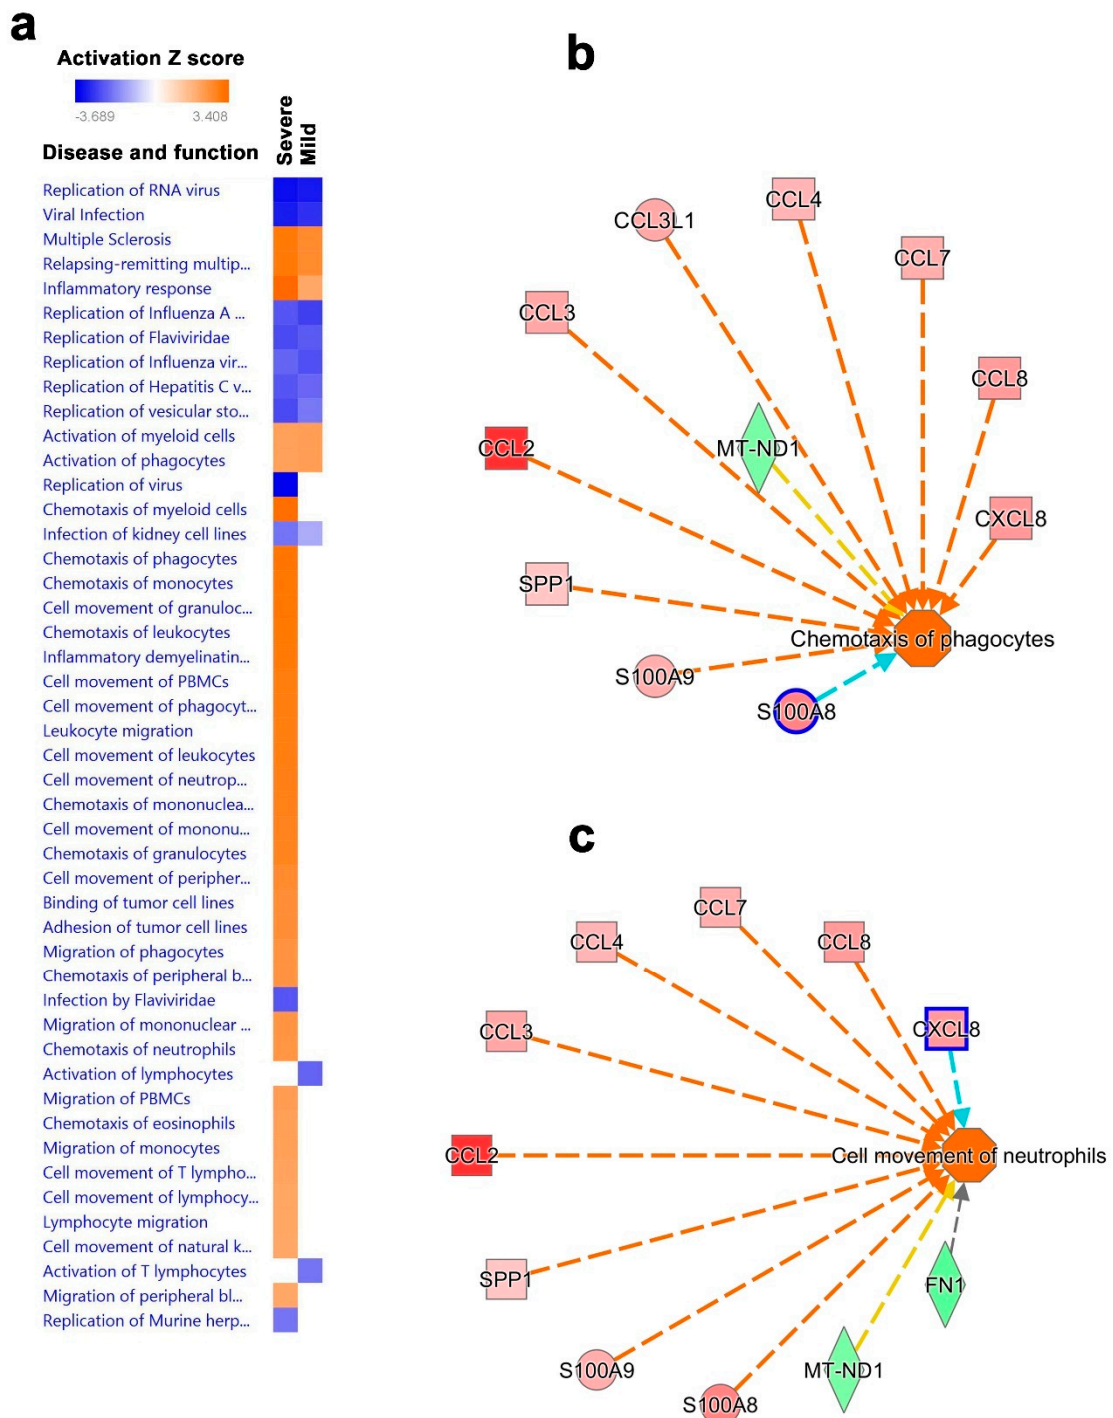 a
Activation Z score
-3.689 3.408
Disease and function
Severe
Mild
Replication of RNA virus
Viral Infection
Multiple Sclerosis
Relapsing-remitting multip...
Inflammatory response
Replication of Influenza A ...
Replication of Flaviviridae
Replication of Influenza vir...
Replication of Hepatitis C v...
Replication of vesicular sto...
Activation of myeloid cells
Activation of phagocytes
Replication of virus
Chemotaxis of myeloid cells
Infection of kidney cell lines
Chemotaxis of phagocytes
Chemotaxis of monocytes
Cell movement of granuloc...
Chemotaxis of leukocytes
Inflammatory demyelinatin...
Cell movement of PBMCs
Cell movement of phagocyt...
Leukocyte migration
Cell movement of leukocytes
Cell movement of neutrop...
Chemotaxis of mononuclea...
Cell movement of mononu...
Chemotaxis of granulocytes
Cell movement of peripher...
Binding of tumor cell lines
Adhesion of tumor cell lines
Migration of phagocytes
Chemotaxis of peripheral b...
Infection by Flaviviridae
Migration of mononuclear ...
Chemotaxis of neutrophils
Activation of lymphocytes
Migration of PBMCs
Chemotaxis of eosinophils
Migration of monocytes
Cell movement of T lympho...
Cell movement of lymphocy...
Lymphocyte migration
Cell movement of natural k...
Activation of T lymphocytes
Migration of peripheral bl...
Replication of Murine herp...
b
CCL4
CCL3L1
CCL7
CCL3
CCL8
CCL2
MT-ND1
CXCL8
SPP1
Chemotaxis of phagocytes
S100A9
S100A8
c
CCL7
CCL4
CCL8
CCL3
CXCL8
CCL2
Cell movement of neutrophils
SPP1
FN1
S100A9
MT-ND1
S100A8